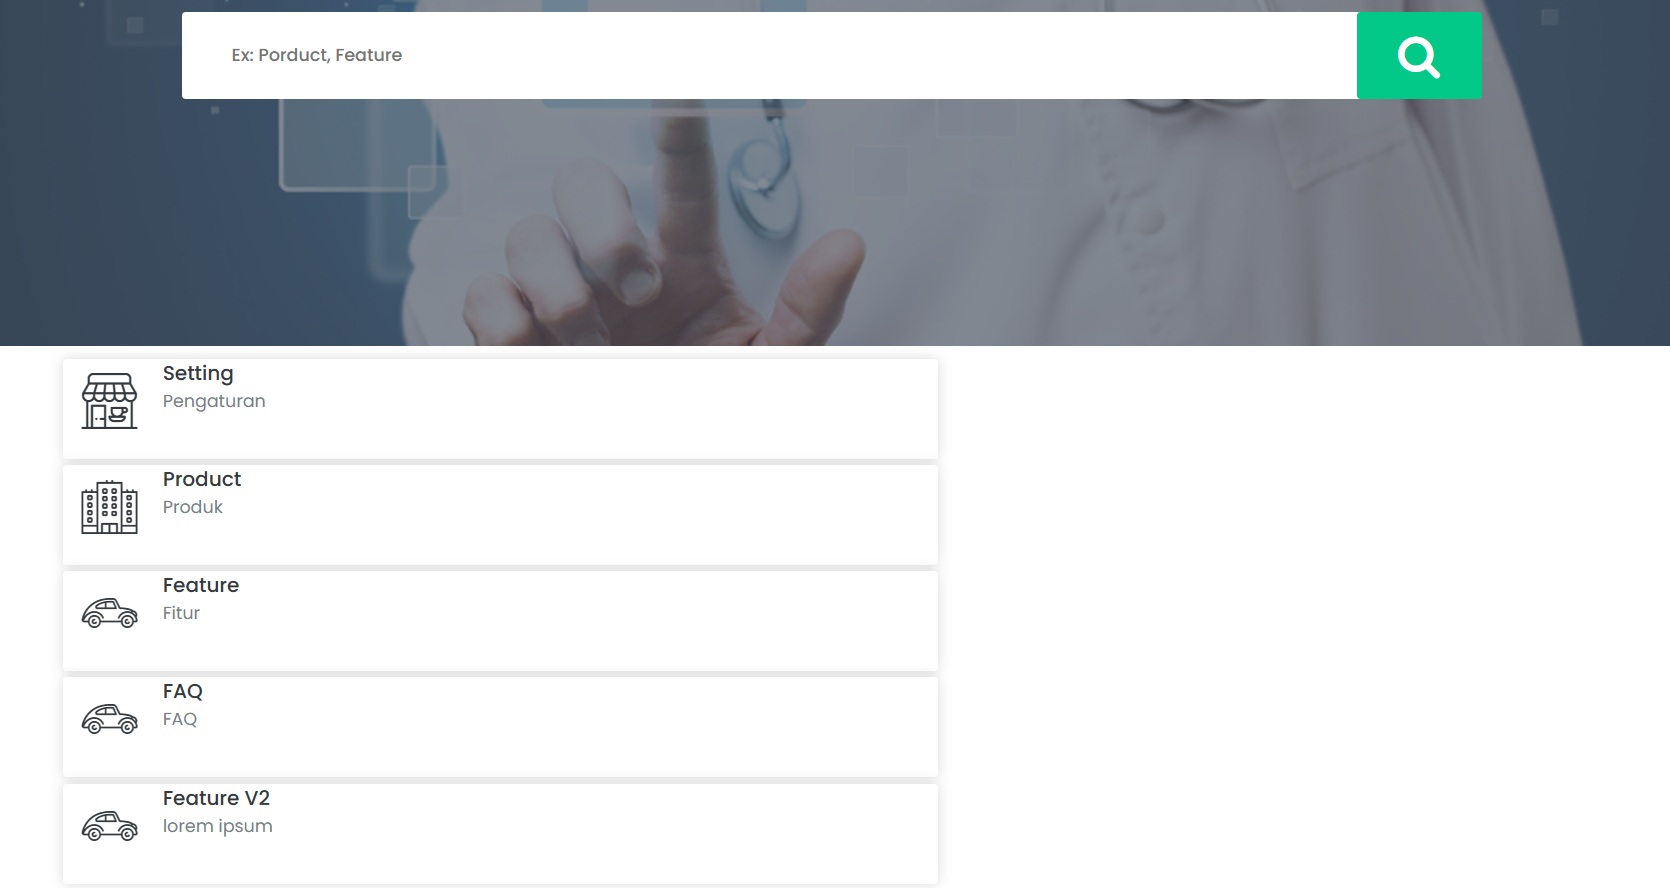 Ex: Porduct, Feature
Setting
Pengaturan
Product
Produk
Feature
Fitur
FAQ
FAQ
Feature V2
lorem ipsum